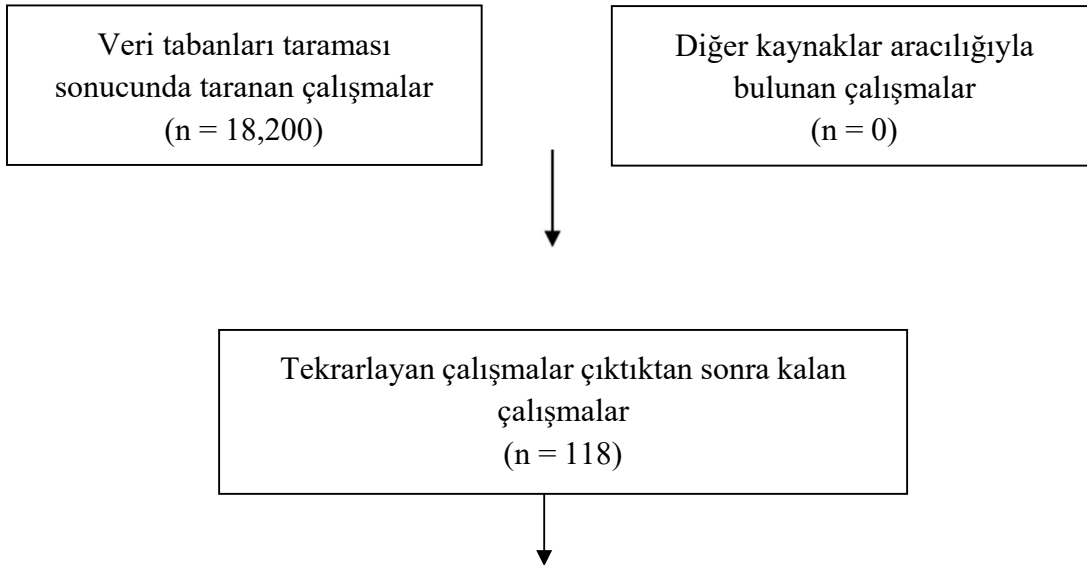 Veri tabanları taraması
sonucunda taranan çalışmalar
(n = 18,200)
Diğer kaynaklar aracılığıyla
bulunan çalışmalar
(n = 0)
Tekrarlayan çalışmalar çıktıktan sonra kalan
çalışmalar
(n = 118)